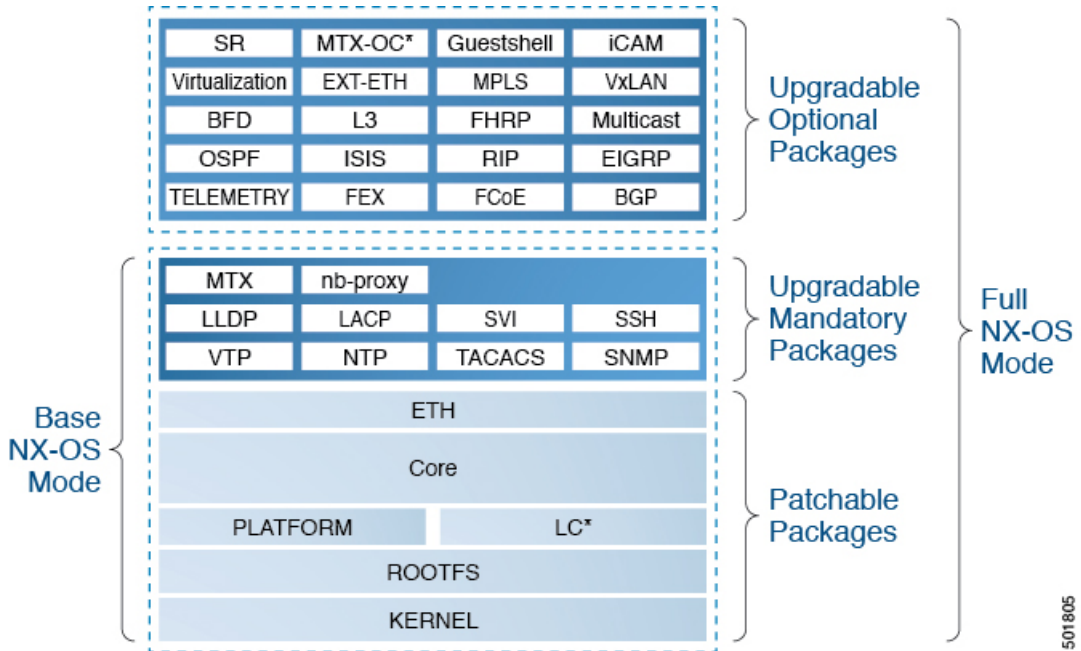 SR MTX-OC* Guestshell iCAM
Virtualization EXT-ETH MPLS VxLAN
BFD L3 FHRP Multicast
OSPF ISIS RIP EIGRP
TELEMETRY FEX FCoE BGP
Upgradable
Optional
Packages
MTX nb-proxy
LLDP LACP SVI SSH
VTP NTP TACACS SNMP
Upgradable
Mandatory
Packages
Full
NX-OS
Mode
Base
NX-OS
Mode
ETH
Core
PLATFORM LC*
ROOTFS
KERNEL
Patchable
Packages
501805